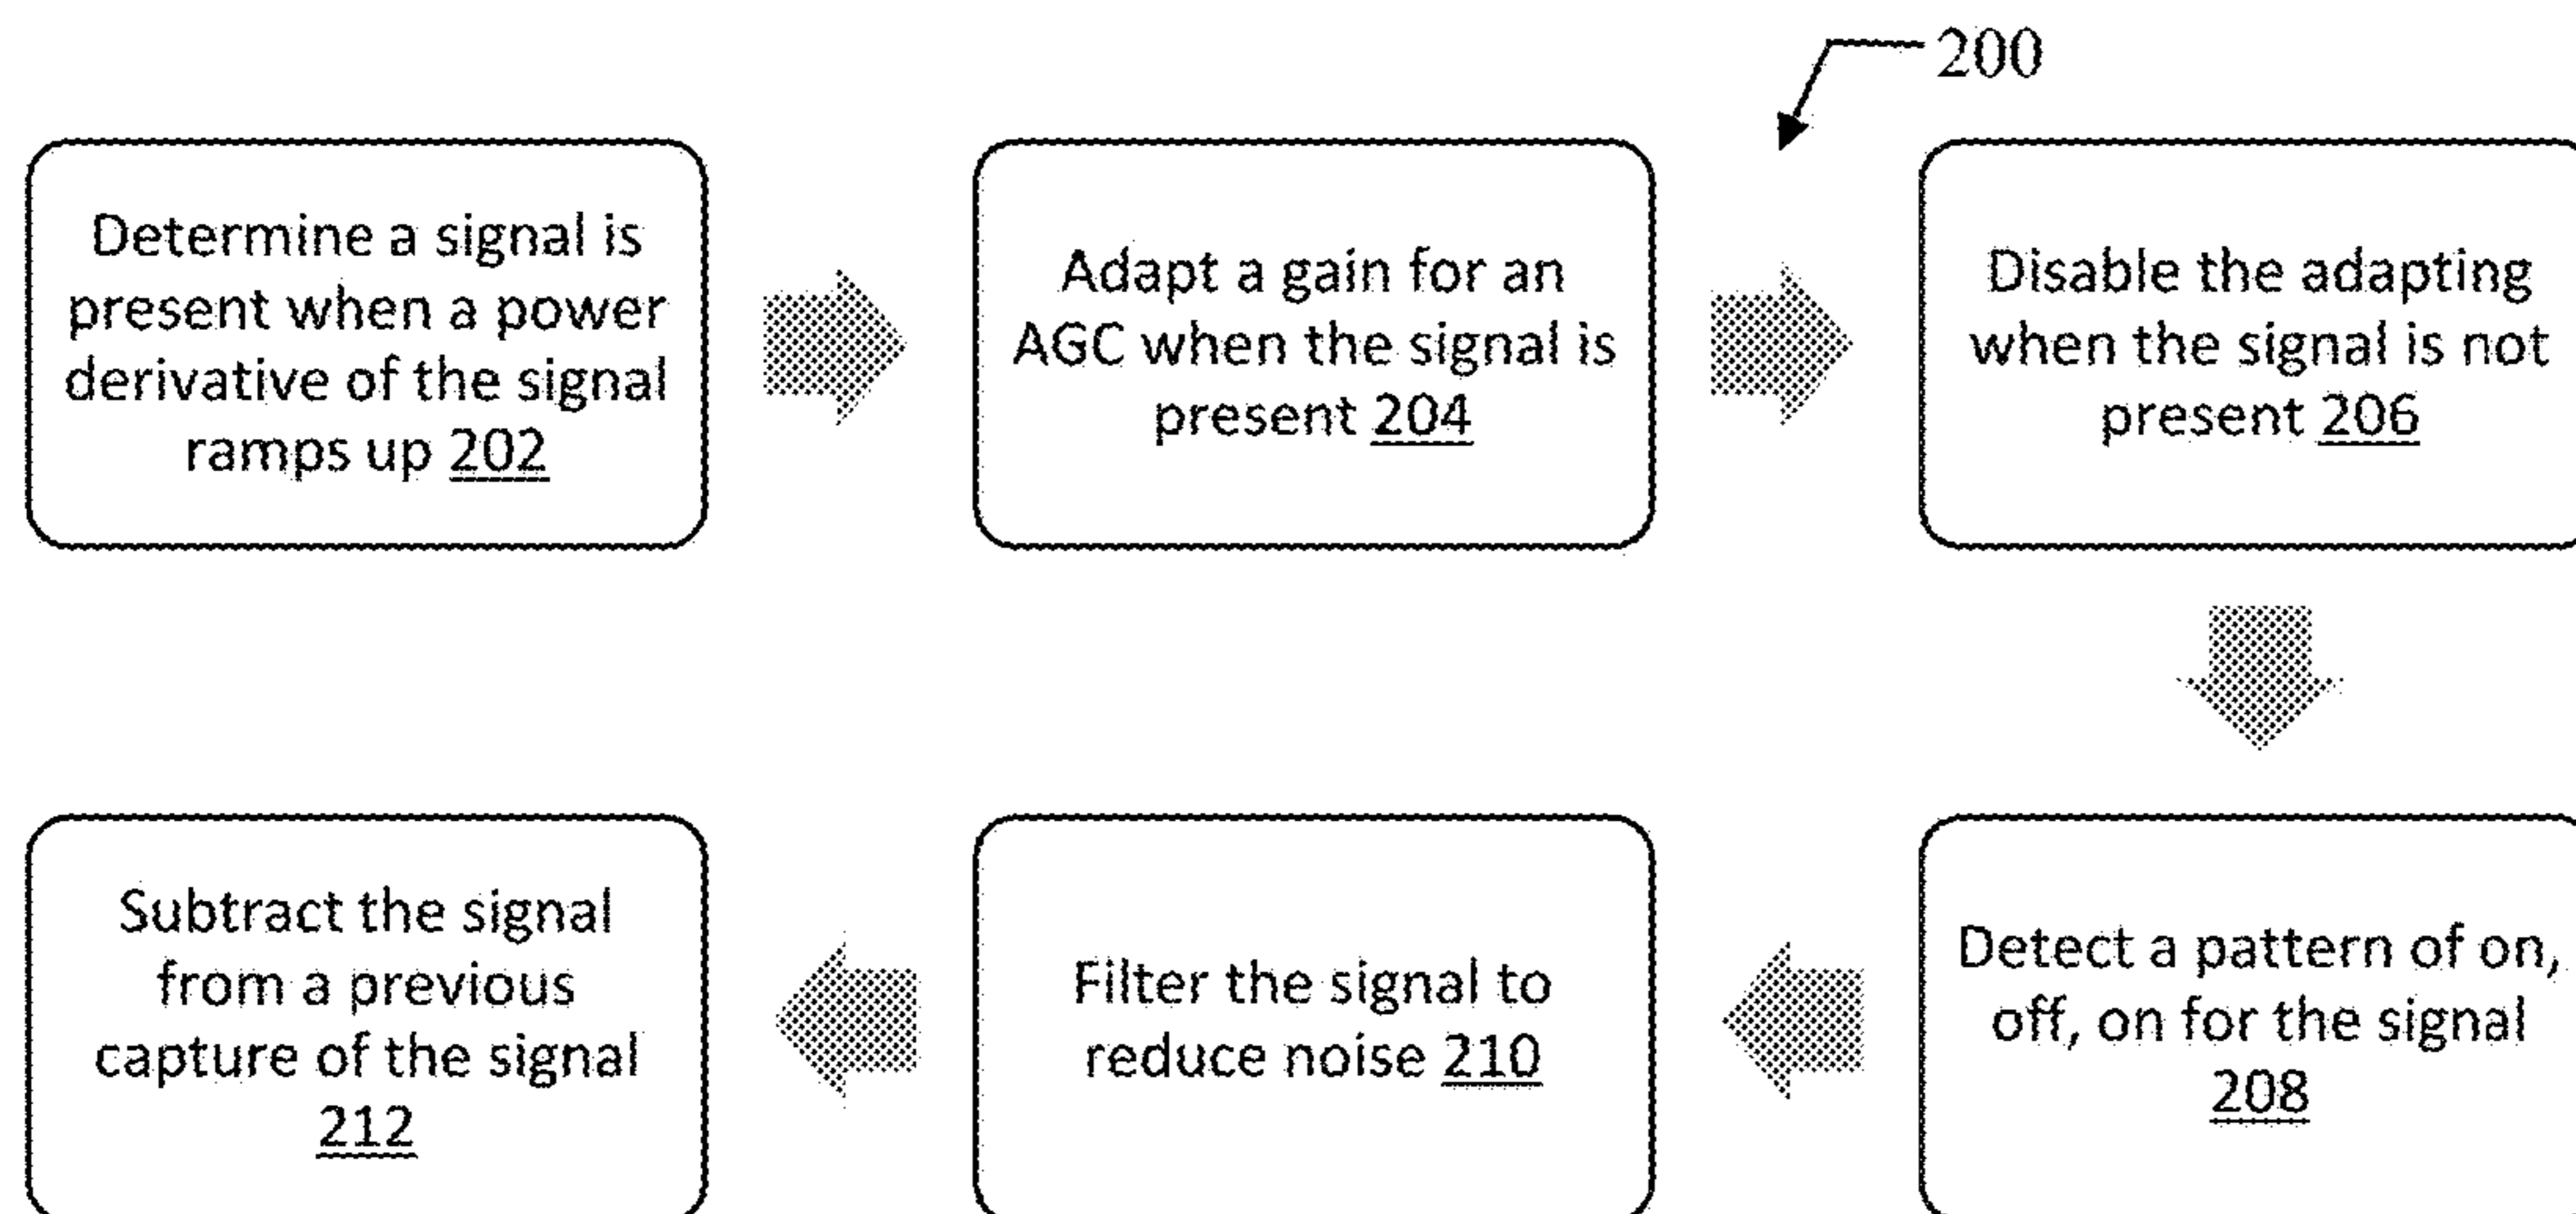 200
Determine a signal is
present when a power
derivative of the signal
ramps up 202
Adapt a gain for an
AGC when the signal is
present 204
Disable the adapting
when the signal is not
present 206
Detect a pattern of on,
off, on for the signal
208
Filter the signal to
reduce noise 210
Subtract the signal
from a previous
capture of the signal
212